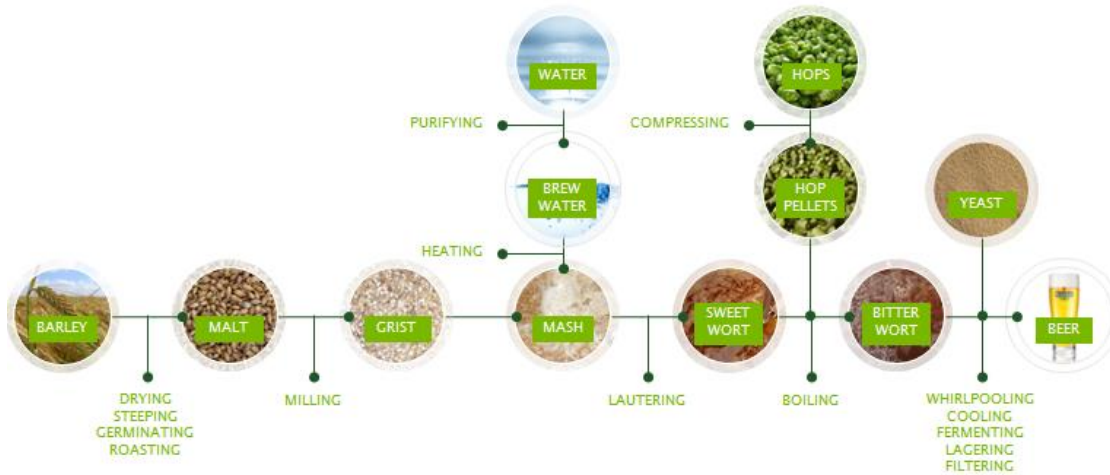 WATER
HOPS
PURIFYING
COMPRESSING
BREW
WATER
HOP
PELLETS
YEAST
HEATING
BARLEY
MALT
GRIST
MASH
SWEET
WORT
BITTER
WORT
BEER
DRYING
STEEPING
GERMINATING
ROASTING
MILLING
LAUTERING
BOILING
WHIRLPOOLING
COOLING
FERMENTING
LAGERING
FILTERING